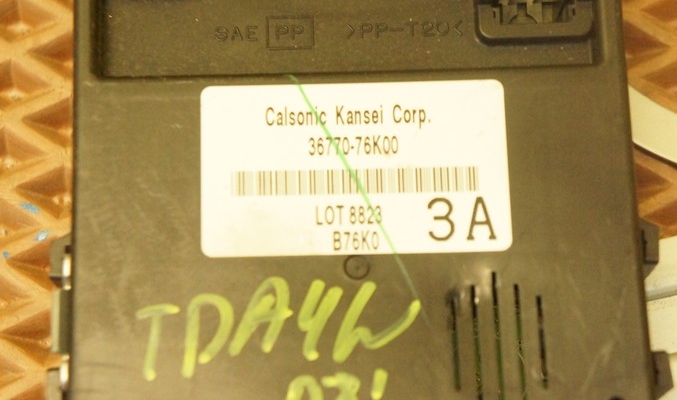 SAE PP >PP-T20<
Calsonic Kansei Corp.
36770-76K00
LOT 8823
B76K0
3A
TDA4W